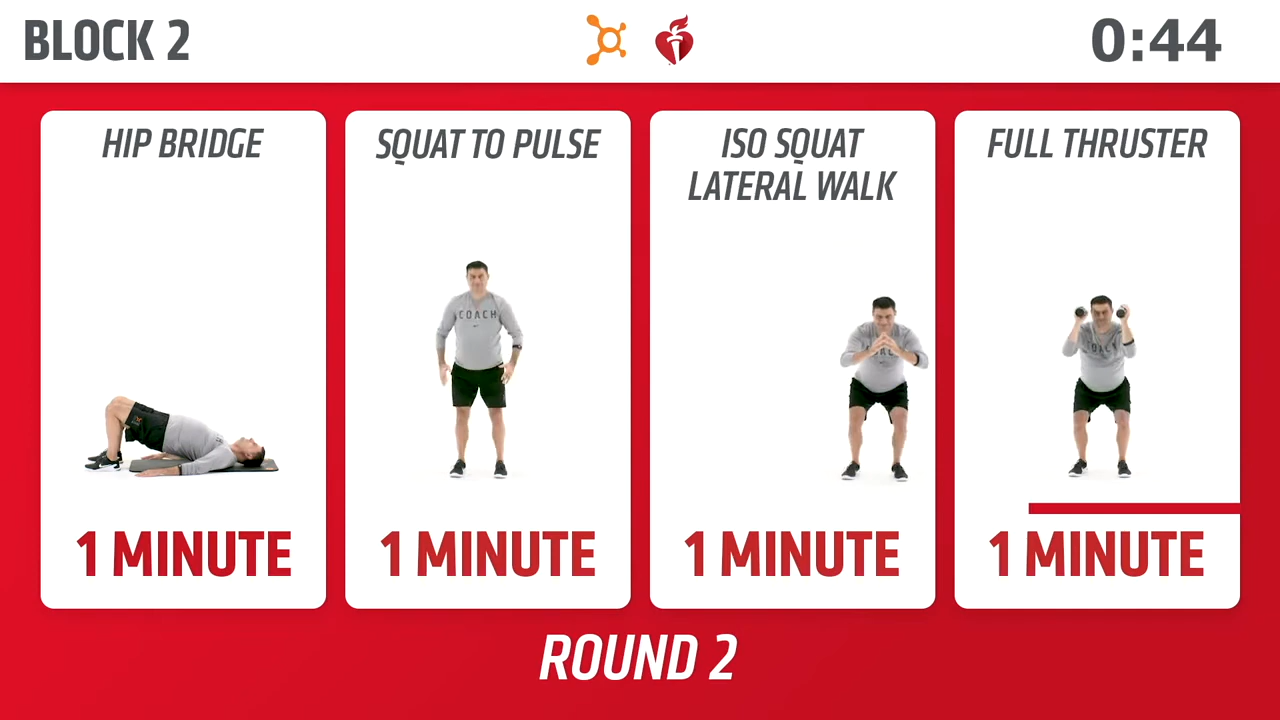 BLOCK 2
0:44
HIP BRIDGE
SQUAT TO PULSE
ISO SQUAT
LATERAL WALK
FULL THRUSTER
COACH
1 MINUTE
1 MINUTE
1 MINUTE
1 MINUTE
ROUND 2